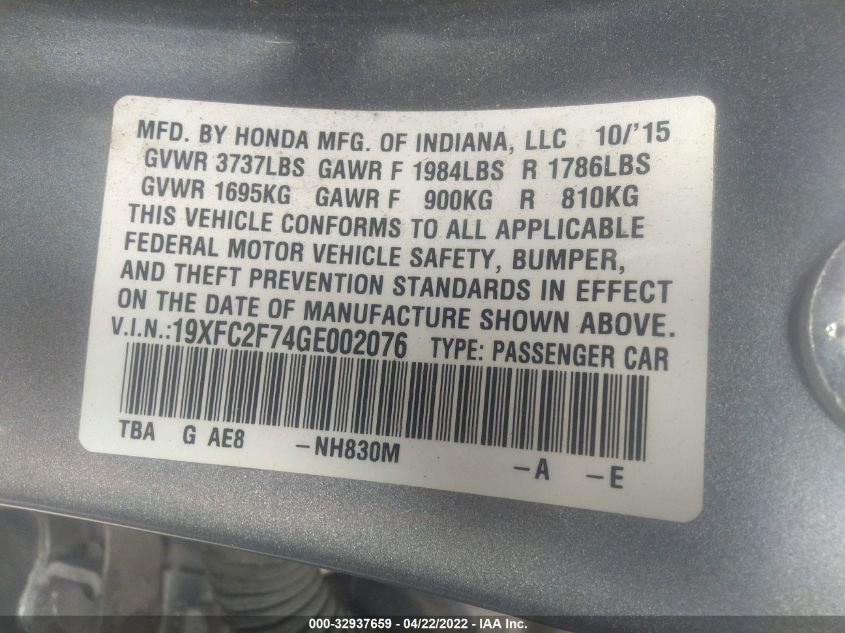 MFD. BY HONDA MFG. OF INDIANA, LLC 10/'15
GVWR 3737LBS GAWR F 1984LBS R 1786LBS
GVWR 1695KG GAWR F 900KG R 810KG
THIS VEHICLE CONFORMS TO ALL APPLICABLE
FEDERAL MOTOR VEHICLE SAFETY, BUMPER,
AND THEFT PREVENTION STANDARDS IN EFFECT
ON THE DATE OF MANUFACTURE SHOWN ABOVE.
V.I.N.:19XFC2F74GE002076 TYPE: PASSENGER CAR
TBA G AE8 -NH830M -A -E
000-32937659 - 04/22/2022 - IAA Inc.